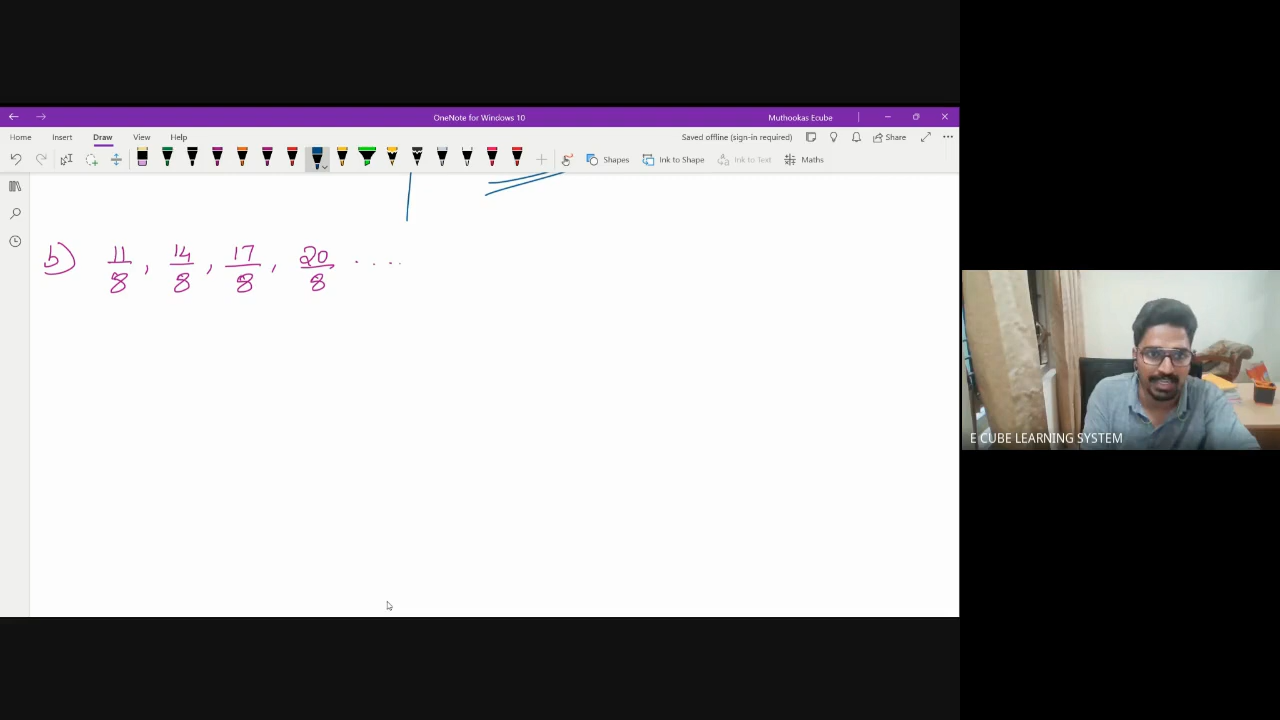 OneNote for Windows 10
Muthookas Ecube
Home Insert Draw View Help
Saved offline (sign-in required)
Share
Shapes
Ink to Shape
Ink to Text
Maths
b) 11/8, 14/8, 17/8, 20/8 .....
E CUBE LEARNING SYSTEM